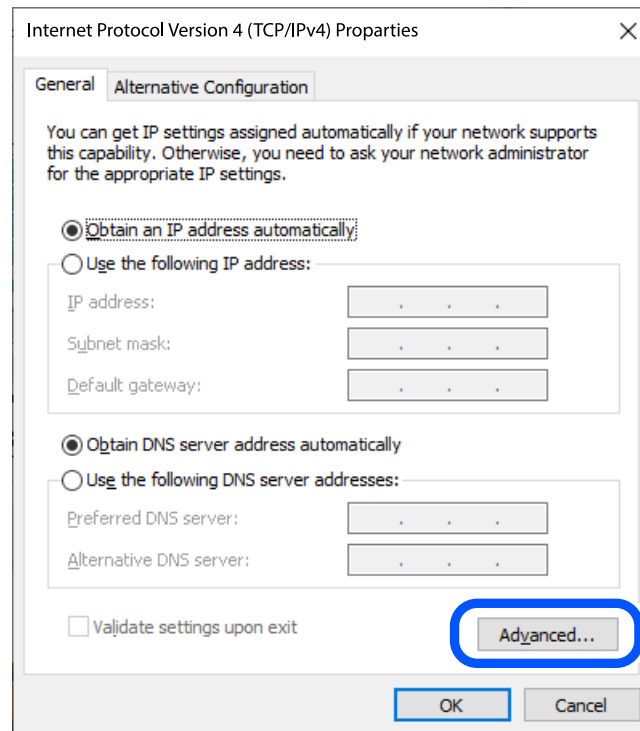 Internet Protocol Version 4 (TCP/IPv4) Proparties
General
Alternative Configuration
You can get IP settings assigned automatically if your network supports
this capability. Otherwise, you need to ask your network administrator
for the appropriate IP settings.
Obtain an IP address automatically
Use the following IP address:
IP address:
Subnet mask:
Default gateway:
Obtain DNS server address automatically
Use the following DNS server addresses:
Preferred DNS server:
Alternative DNS server:
Validate settings upon exit
Advanced...
OK
Cancel